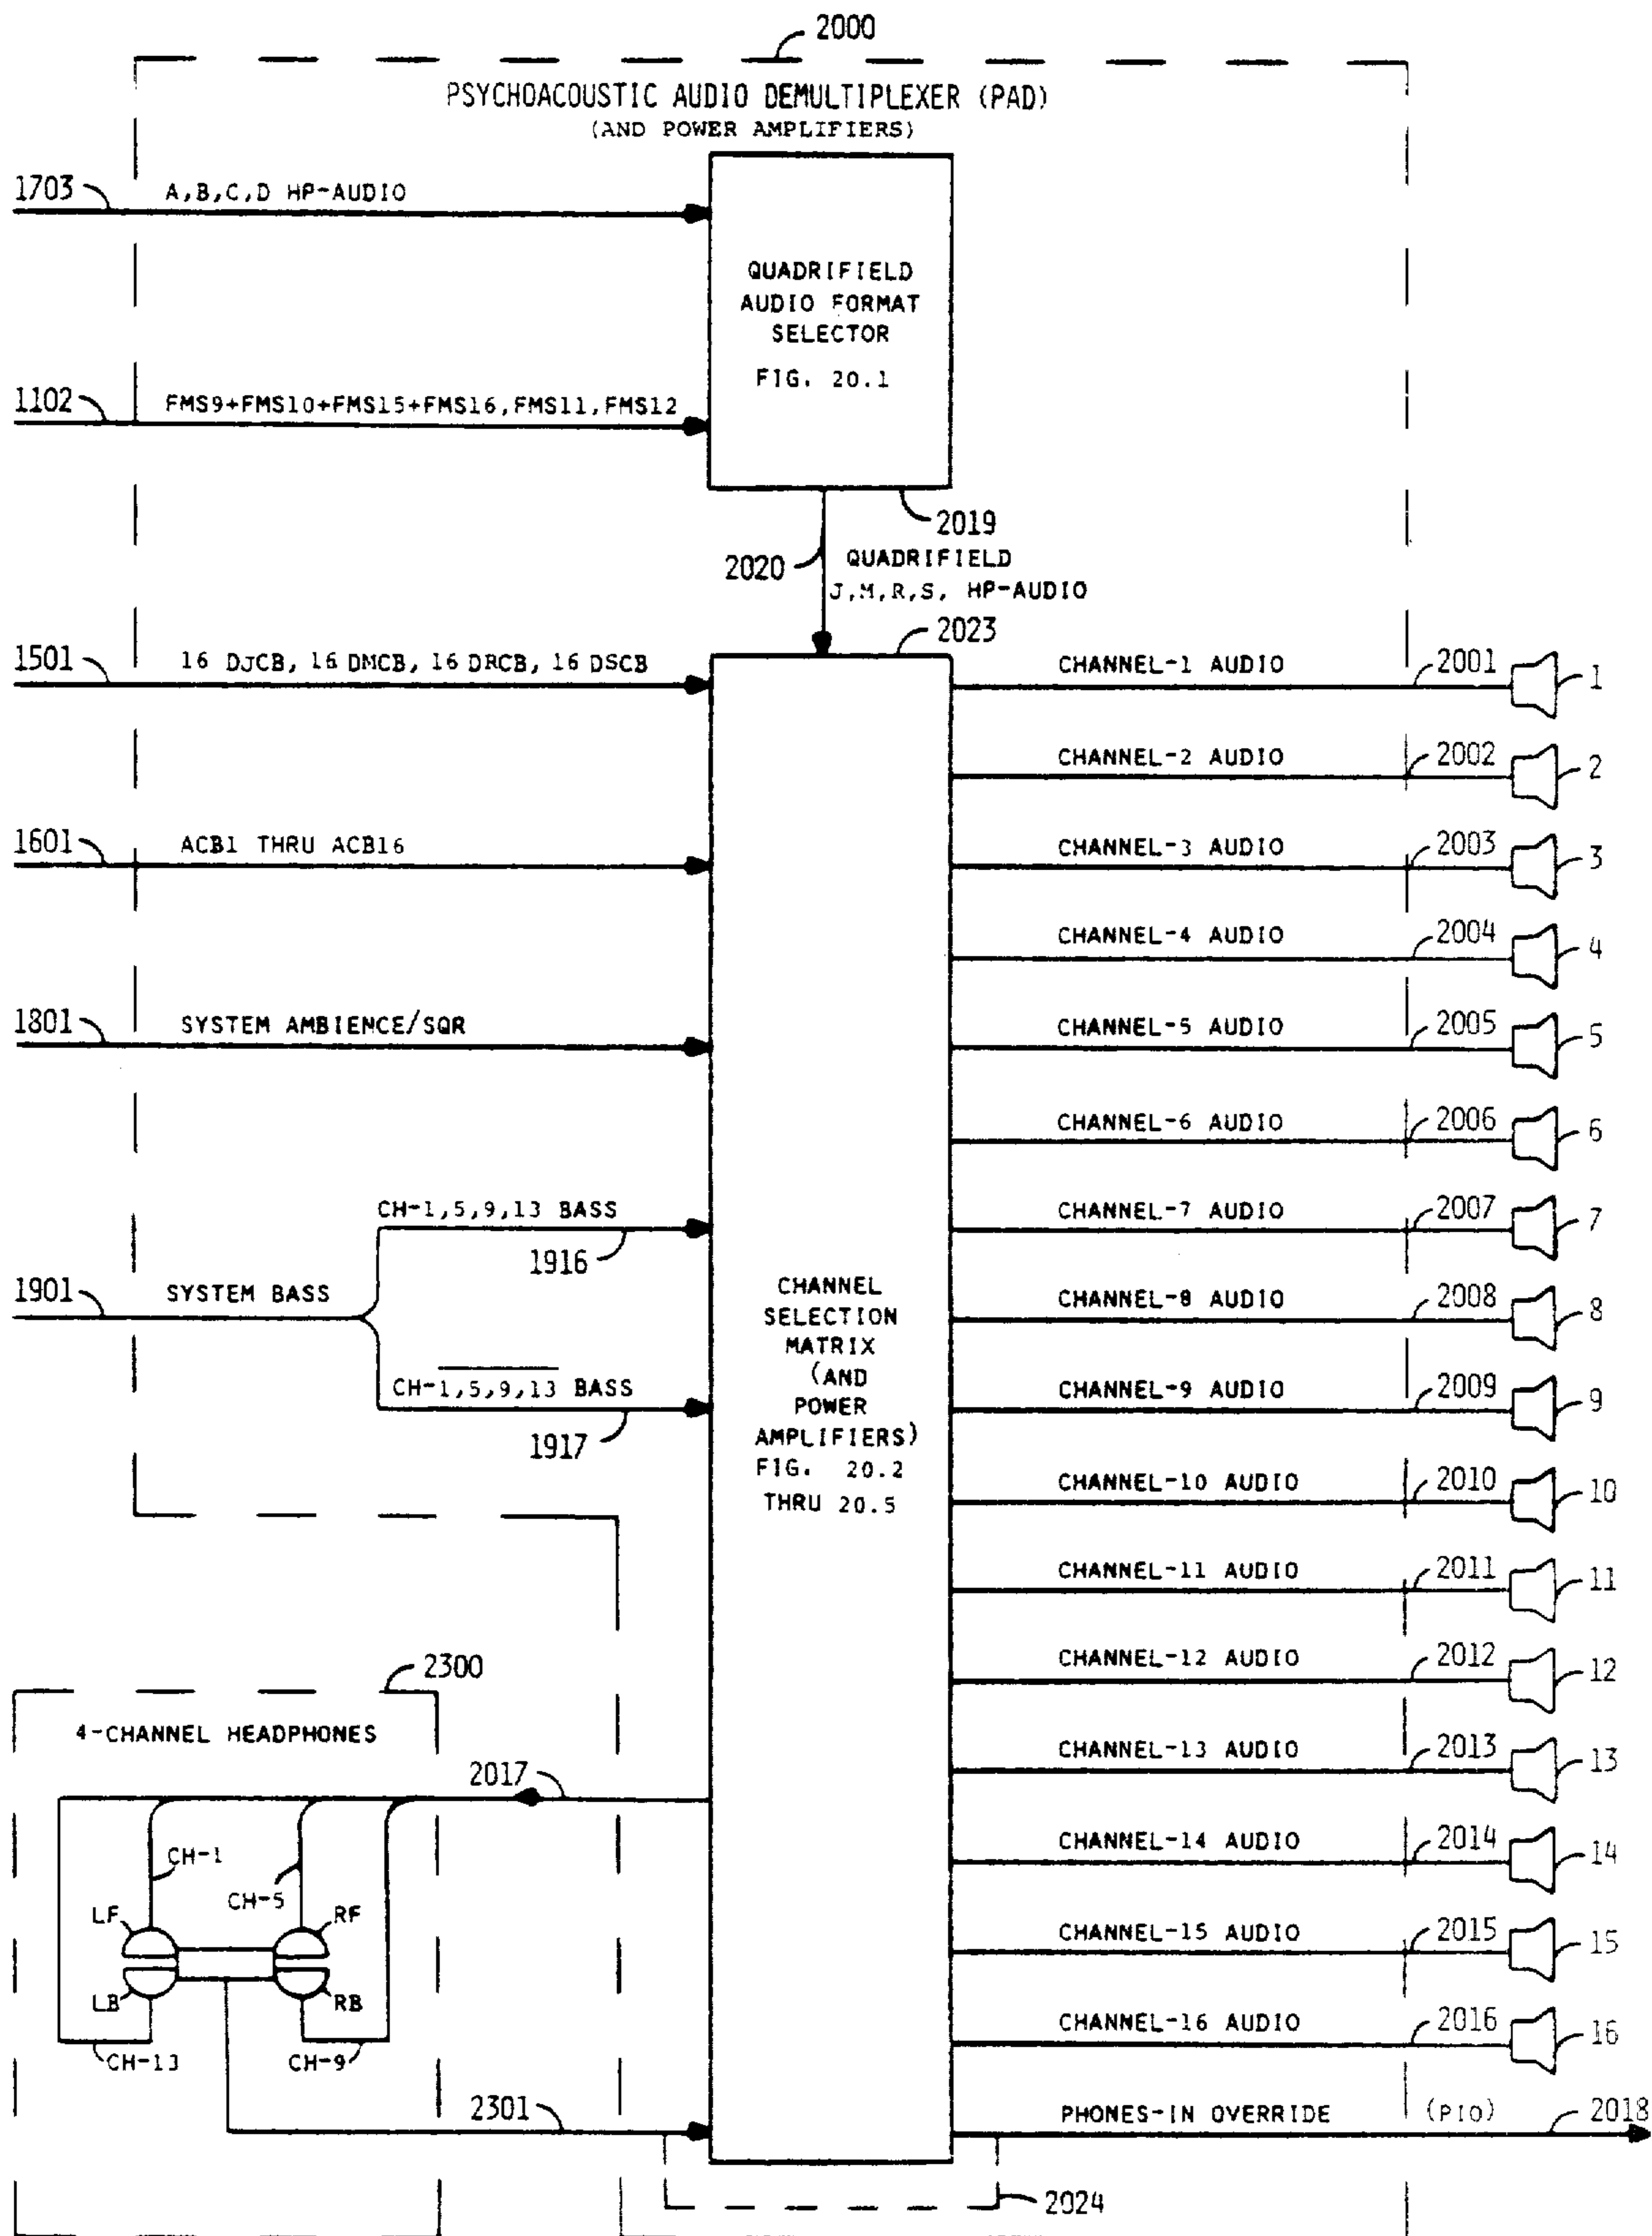 2000
PSYCHOACOUSTIC AUDIO DEMULTIPLEXER (PAD)
(AND POWER AMPLIFIERS)
1703
A,B,C,D HP-AUDIO
QUADRIFIELD
AUDIO FORMAT
SELECTOR
FIG. 20.1
1102
FMS9+FMS10+FMS15+FMS16,FMS11,FMS12
2019
2020
QUADRIFIELD
J,M,R,S, HP-AUDIO
2023
1501
16 DJCB, 16 DMCB, 16 DRCB, 16 DSCB
CHANNEL-1 AUDIO
2001
1
CHANNEL-2 AUDIO
2002
2
1601
ACB1 THRU ACB16
CHANNEL-3 AUDIO
2003
3
CHANNEL-4 AUDIO
2004
4
1801
SYSTEM AMBIENCE/SQR
CHANNEL-5 AUDIO
2005
5
CHANNEL-6 AUDIO
2006
6
CH-1,5,9,13 BASS
1916
CHANNEL-7 AUDIO
2007
7
1901
SYSTEM BASS
CHANNEL-8 AUDIO
2008
8
CH-1,5,9,13 BASS
1917
CHANNEL
SELECTION
MATRIX
(AND
POWER
AMPLIFIERS)
FIG. 20.2
THRU 20.5
CHANNEL-9 AUDIO
2009
9
CHANNEL-10 AUDIO
2010
10
CHANNEL-11 AUDIO
2011
11
CHANNEL-12 AUDIO
2012
12
2300
4-CHANNEL HEADPHONES
2017
CHANNEL-13 AUDIO
2013
13
CH-1
CH-5
CHANNEL-14 AUDIO
2014
14
LF
RF
CHANNEL-15 AUDIO
2015
15
LB
RB
CH-13
CH-9
CHANNEL-16 AUDIO
2016
16
2301
PHONES-IN OVERRIDE
(PIO)
2018
2024